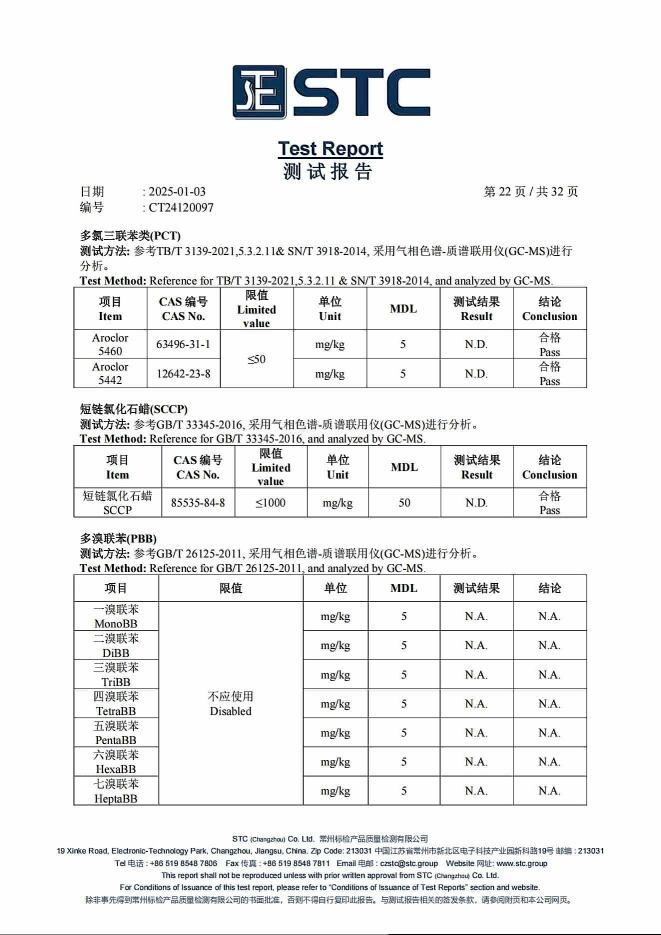 STE STC
Test Report
测试报告
日期 : 2025-01-03 第 22 页 / 共 32 页
编号 : CT24120097
多氯三联苯类(PCT)
测试方法: 参考TB/T 3139-2021,5.3.2.11& SN/T 3918-2014, 采用气相色谱-质谱联用仪(GC-MS)进行
分析。
Test Method: Reference for TB/T 3139-2021,5.3.2.11 & SN/T 3918-2014, and analyzed by GC-MS.
项目 CAS 编号 限值 单位 MDL 测试结果 结论
Item CAS No. Limited value Unit Result Conclusion
Aroclor 5460 63496-31-1 ≤50 mg/kg 5 N.D. 合格 Pass
Aroclor 5442 12642-23-8 mg/kg 5 N.D. 合格 Pass
短链氯化石蜡(SCCP)
测试方法: 参考GB/T 33345-2016, 采用气相色谱-质谱联用仪(GC-MS)进行分析。
Test Method: Reference for GB/T 33345-2016, and analyzed by GC-MS.
项目 CAS 编号 限值 单位 MDL 测试结果 结论
Item CAS No. Limited value Unit Result Conclusion
短链氯化石蜡 SCCP 85535-84-8 ≤1000 mg/kg 50 N.D. 合格 Pass
多溴联苯(PBB)
测试方法: 参考GB/T 26125-2011, 采用气相色谱-质谱联用仪(GC-MS)进行分析。
Test Method: Reference for GB/T 26125-2011, and analyzed by GC-MS.
项目 限值 单位 MDL 测试结果 结论
一溴联苯 MonoBB 不应使用 Disabled mg/kg 5 N.A. N.A.
二溴联苯 DiBB mg/kg 5 N.A. N.A.
三溴联苯 TriBB mg/kg 5 N.A. N.A.
四溴联苯 TetraBB mg/kg 5 N.A. N.A.
五溴联苯 PentaBB mg/kg 5 N.A. N.A.
六溴联苯 HexaBB mg/kg 5 N.A. N.A.
七溴联苯 HeptaBB mg/kg 5 N.A. N.A.
STC (Changzhou) Co. Ltd. 常州标检产品质量检测有限公司
19 Xinke Road, Electronic-Technology Park, Changzhou, Jiangsu, China. Zip Code: 213031 中国江苏省常州市新北区电子科技产业园新科路19号 邮编 : 213031
Tel 电话 : +86 519 8548 7806 Fax 传真 : +86 519 8548 7811 Email 电邮 : czstc@stc.group Website 网址: www.stc.group
This report shall not be reproduced unless with prior written approval from STC (Changzhou) Co. Ltd.
For Conditions of Issuance of this test report, please refer to "Conditions of Issuance of Test Reports" section and website.
除非事先得到常州标检产品质量检测有限公司的书面批准，否则不得自行复印此报告。与测试报告相关的签发条款，请参阅附页和本公司网页。